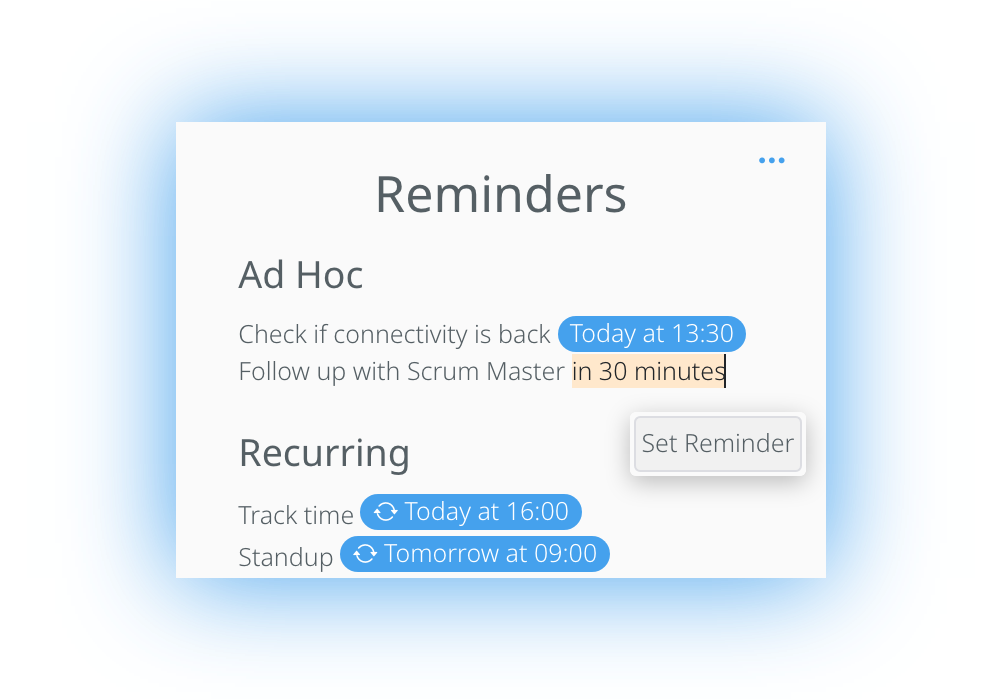 Reminders
Ad Hoc
Check if connectivity is back Today at 13:30
Follow up with Scrum Master in 30 minutes
Set Reminder
Recurring
Track time Today at 16:00
Standup Tomorrow at 09:00